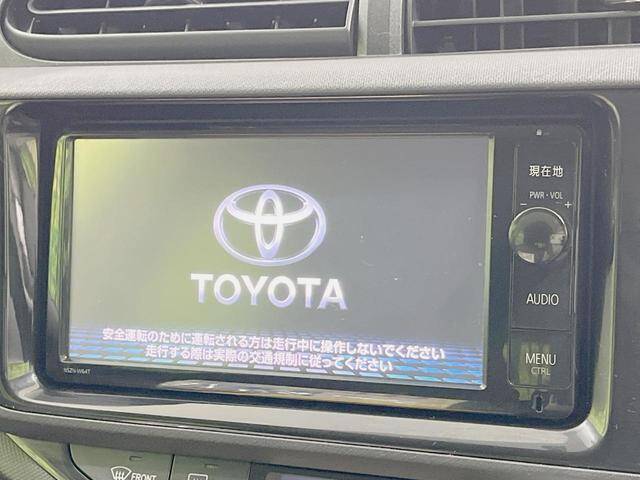 現在地
PWR・VOL
− +
TOYOTA
AUDIO
安全運転のために運転される方は走行中に操作しないでください
走行する際は実際の交通規制に従ってください
MENU
CTRL
NSZN-W64T
FRONT